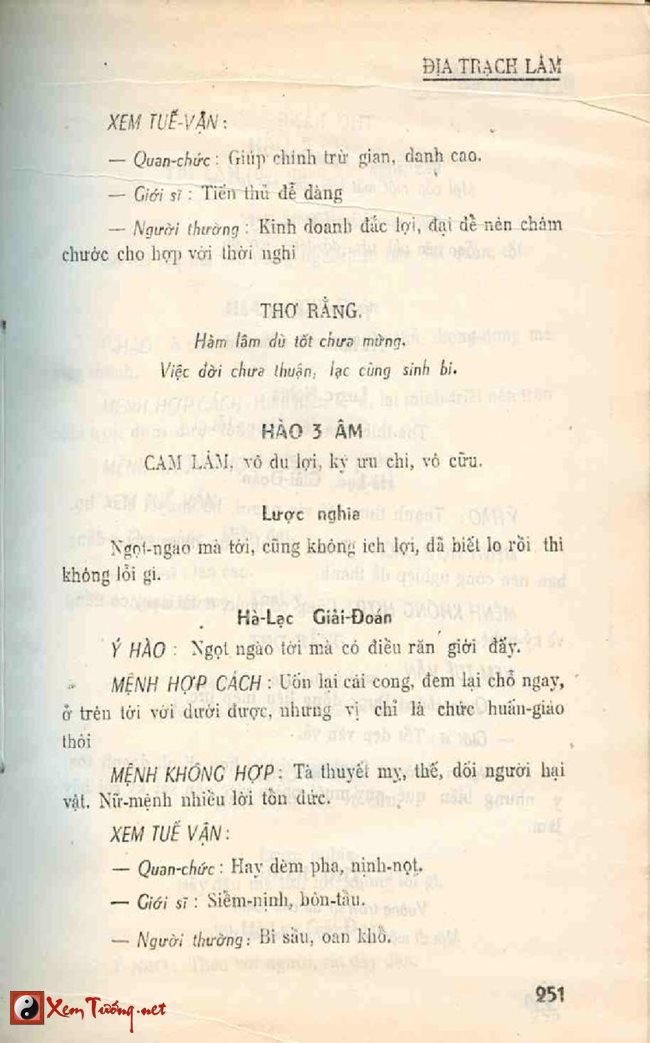 ĐỊA TRẠCH LÂM
XEM TUẾ-VẬN :
— Quan-chức : Giúp chính trừ gian, danh cao.
— Giới sĩ : Tiến thủ dễ dàng
— Người thường : Kinh doanh đắc lợi, đại để nên châm
chước cho hợp với thời nghi
THƠ RẰNG.
Hàm lâm dù tốt chưa mừng.
Việc đời chưa thuận, lạc cùng sinh bi.
HÀO 3 ÂM
CAM LÂM, vô du lợi, ký ưu chi, vô cữu.
Lược nghĩa
Ngọt-ngào mà tới, cũng không ích lợi, đã biết lo rồi thì
không lỗi gì.
Hà-Lạc Giải-Đoán
Ý HÀO : Ngọt ngào tới mà có điều răn giới đấy.
MỆNH HỢP CÁCH : Uốn lại cái cong, đem lại chỗ ngay,
ở trên tới với dưới được, nhưng vị chỉ là chức huấn-giáo
thôi
MỆNH KHÔNG HỢP : Tà thuyết mỵ, thế, dối người hại
vật. Nữ-mệnh nhiều lời tồn đức.
XEM TUẾ VẬN :
— Quan-chức : Hay dèm pha, nịnh-nọt.
— Giới sĩ : Siềm-nịnh, bôn-tẩu.
— Người thường: Bi sầu, oan khổ.
251
XemTướng.net